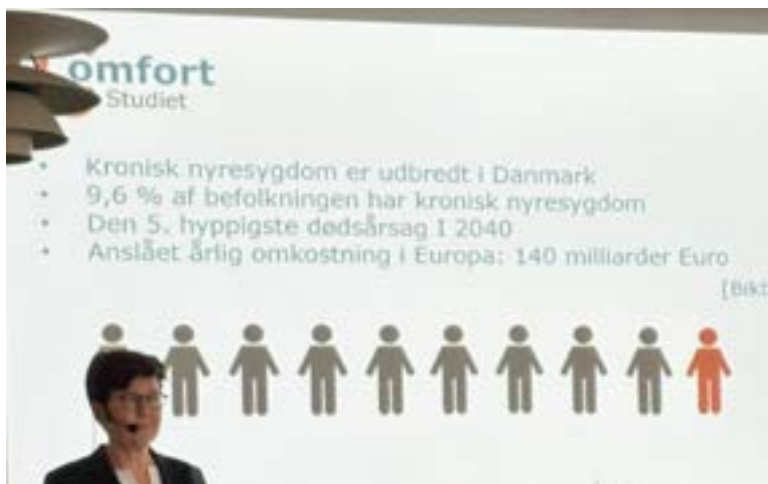 omfort
Studiet
• Kronisk nyresygdom er udbredt i Danmark
• 9,6 % af befolkningen har kronisk nyresygdom
• Den 5. hyppigste dødsårsag I 2040
• Anslået årlig omkostning i Europa: 140 milliarder Euro